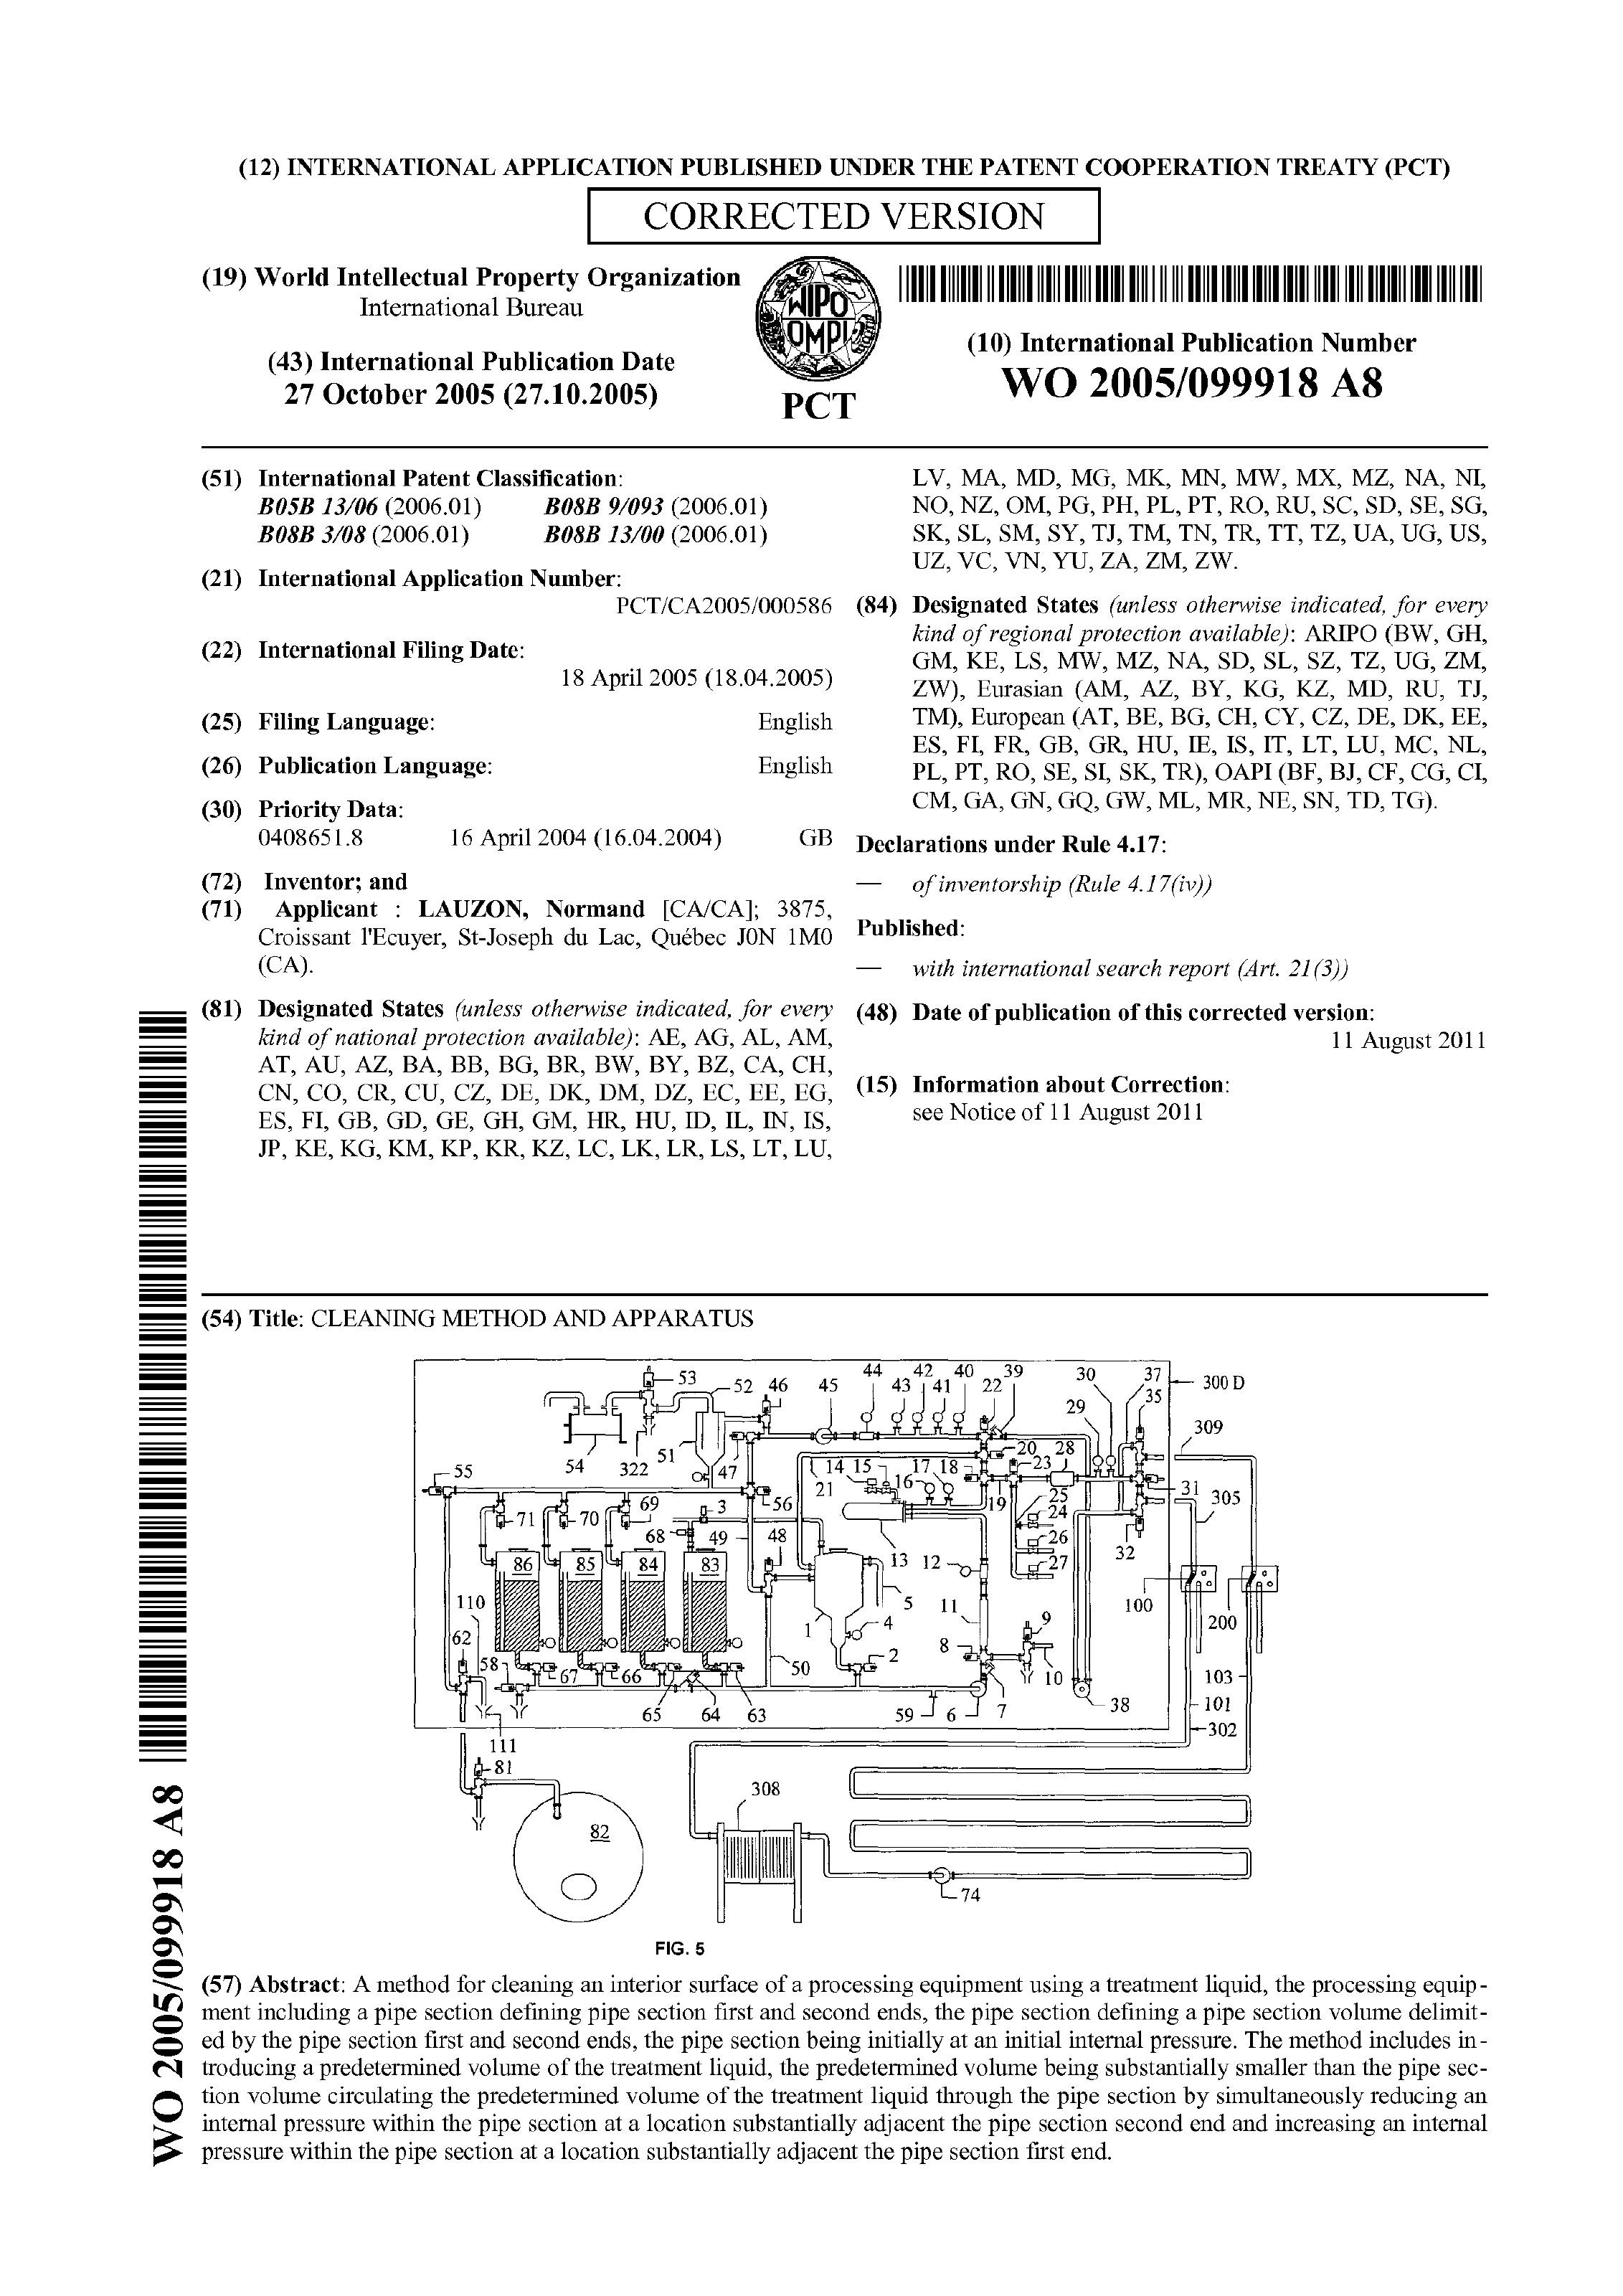 (12) INTERNATIONAL APPLICATION PUBLISHED UNDER THE PATENT COOPERATION TREATY (PCT)
CORRECTED VERSION
(19) World Intellectual Property Organization
International Bureau
(43) International Publication Date
27 October 2005 (27.10.2005)
WIPO
OMPI
PCT
(10) International Publication Number
WO 2005/099918 A8
(51) International Patent Classification:
B05B 13/06 (2006.01) B08B 9/093 (2006.01)
B08B 3/08 (2006.01) B08B 13/00 (2006.01)
(21) International Application Number:
PCT/CA2005/000586
(22) International Filing Date:
18 April 2005 (18.04.2005)
(25) Filing Language: English
(26) Publication Language: English
(30) Priority Data:
0408651.8 16 April 2004 (16.04.2004) GB
(72) Inventor; and
(71) Applicant : LAUZON, Normand [CA/CA]; 3875,
Croissant l'Ecuyer, St-Joseph du Lac, Québec J0N 1M0
(CA).
(81) Designated States (unless otherwise indicated, for every
kind of national protection available): AE, AG, AL, AM,
AT, AU, AZ, BA, BB, BG, BR, BW, BY, BZ, CA, CH,
CN, CO, CR, CU, CZ, DE, DK, DM, DZ, EC, EE, EG,
ES, FI, GB, GD, GE, GH, GM, HR, HU, ID, IL, IN, IS,
JP, KE, KG, KM, KP, KR, KZ, LC, LK, LR, LS, LT, LU,
LV, MA, MD, MG, MK, MN, MW, MX, MZ, NA, NI,
NO, NZ, OM, PG, PH, PL, PT, RO, RU, SC, SD, SE, SG,
SK, SL, SM, SY, TJ, TM, TN, TR, TT, TZ, UA, UG, US,
UZ, VC, VN, YU, ZA, ZM, ZW.
(84) Designated States (unless otherwise indicated, for every
kind of regional protection available): ARIPO (BW, GH,
GM, KE, LS, MW, MZ, NA, SD, SL, SZ, TZ, UG, ZM,
ZW), Eurasian (AM, AZ, BY, KG, KZ, MD, RU, TJ,
TM), European (AT, BE, BG, CH, CY, CZ, DE, DK, EE,
ES, FI, FR, GB, GR, HU, IE, IS, IT, LT, LU, MC, NL,
PL, PT, RO, SE, SI, SK, TR), OAPI (BF, BJ, CF, CG, CI,
CM, GA, GN, GQ, GW, ML, MR, NE, SN, TD, TG).
Declarations under Rule 4.17:
— of inventorship (Rule 4.17(iv))
Published:
— with international search report (Art. 21(3))
(48) Date of publication of this corrected version:
11 August 2011
(15) Information about Correction:
see Notice of 11 August 2011
(54) Title: CLEANING METHOD AND APPARATUS
53 52 46 45 44 43 42 41 40 22 39 30 37 300 D
29 35 309
54 322 51 47 20 28
55 14 15 16 17 18 23
21 19 25 31 305
71 70 69 3 56 24
68 49 48 26
86 85 84 83 13 12 27 32
110 5 11 100
62 1 4 9 200
58 67 66 50 2 8 10 103
65 64 63 59 6 7 38 101
302
111
81
308
82
74
FIG. 5
(57) Abstract: A method for cleaning an interior surface of a processing equipment using a treatment liquid, the processing equip-
ment including a pipe section defining pipe section first and second ends, the pipe section defining a pipe section volume delimit-
ed by the pipe section first and second ends, the pipe section being initially at an initial internal pressure. The method includes in-
troducing a predetermined volume of the treatment liquid, the predetermined volume being substantially smaller than the pipe sec-
tion volume circulating the predetermined volume of the treatment liquid through the pipe section by simultaneously reducing an
internal pressure within the pipe section at a location substantially adjacent the pipe section second end and increasing an internal
pressure within the pipe section at a location substantially adjacent the pipe section first end.
WO 2005/099918 A8